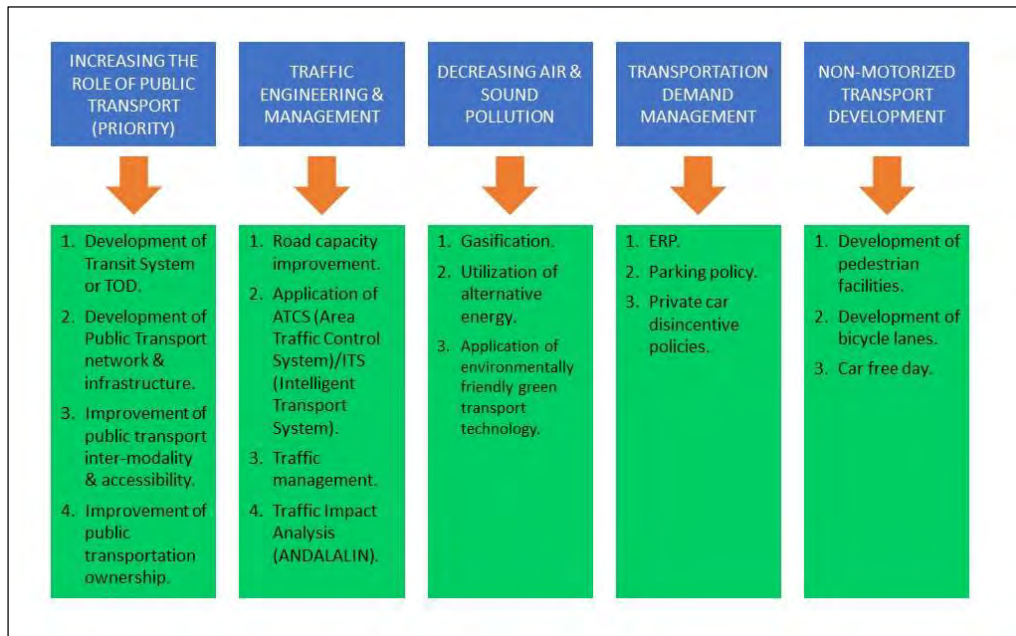 INCREASING THE
ROLE OF PUBLIC
TRANSPORT
(PRIORITY)
1. Development of
Transit System
or TOD.
2. Development of
Public Transport
network &
infrastructure.
3. Improvement of
public transport
inter-modality
& accessibility.
4. Improvement of
public
transportation
ownership.
TRAFFIC
ENGINEERING &
MANAGEMENT
1. Road capacity
improvement.
2. Application of
ATCS (Area
Traffic Control
System)/ITS
(Intelligent
Transport
System).
3. Traffic
management.
4. Traffic Impact
Analysis
(ANDALALIN).
DECREASING AIR &
SOUND
POLLUTION
1. Gasification.
2. Utilization of
alternative
energy.
3. Application of
environmentally
friendly green
transport
technology.
TRANSPORTATION
DEMAND
MANAGEMENT
1. ERP.
2. Parking policy.
3. Private car
disincentive
policies.
NON-MOTORIZED
TRANSPORT
DEVELOPMENT
1. Development of
pedestrian
facilities.
2. Development of
bicycle lanes.
3. Car free day.